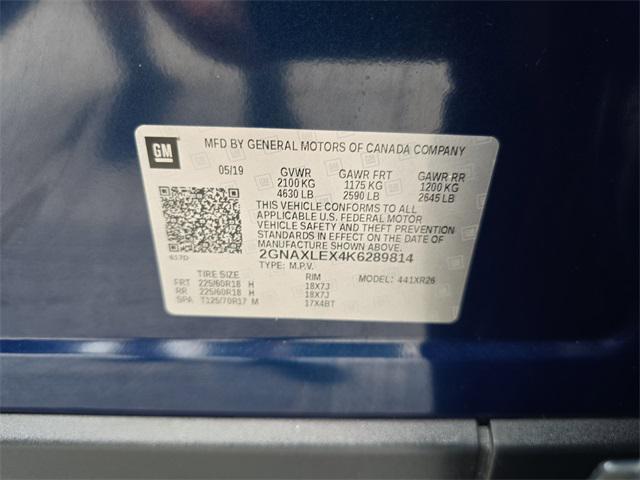 GM
MFD BY GENERAL MOTORS OF CANADA COMPANY
05/19 GVWR GAWR FRT GAWR RR
2100 KG 1175 KG 1200 KG
4630 LB 2590 LB 2645 LB
THIS VEHICLE CONFORMS TO ALL
APPLICABLE U.S. FEDERAL MOTOR
VEHICLE SAFETY AND THEFT
PREVENTION STANDARDS IN EFFECT ON THE DATE OF
MANUFACTURE SHOWN ABOVE.
2GNAXLEX4K6289814
617D TYPE: M.P.V.
TIRE SIZE RIM MODEL: 441XR26
FRT 225/60R18 H 18X7J
RR 225/60R18 H 18X7J
SPA T125/70R17 M 17X4BT